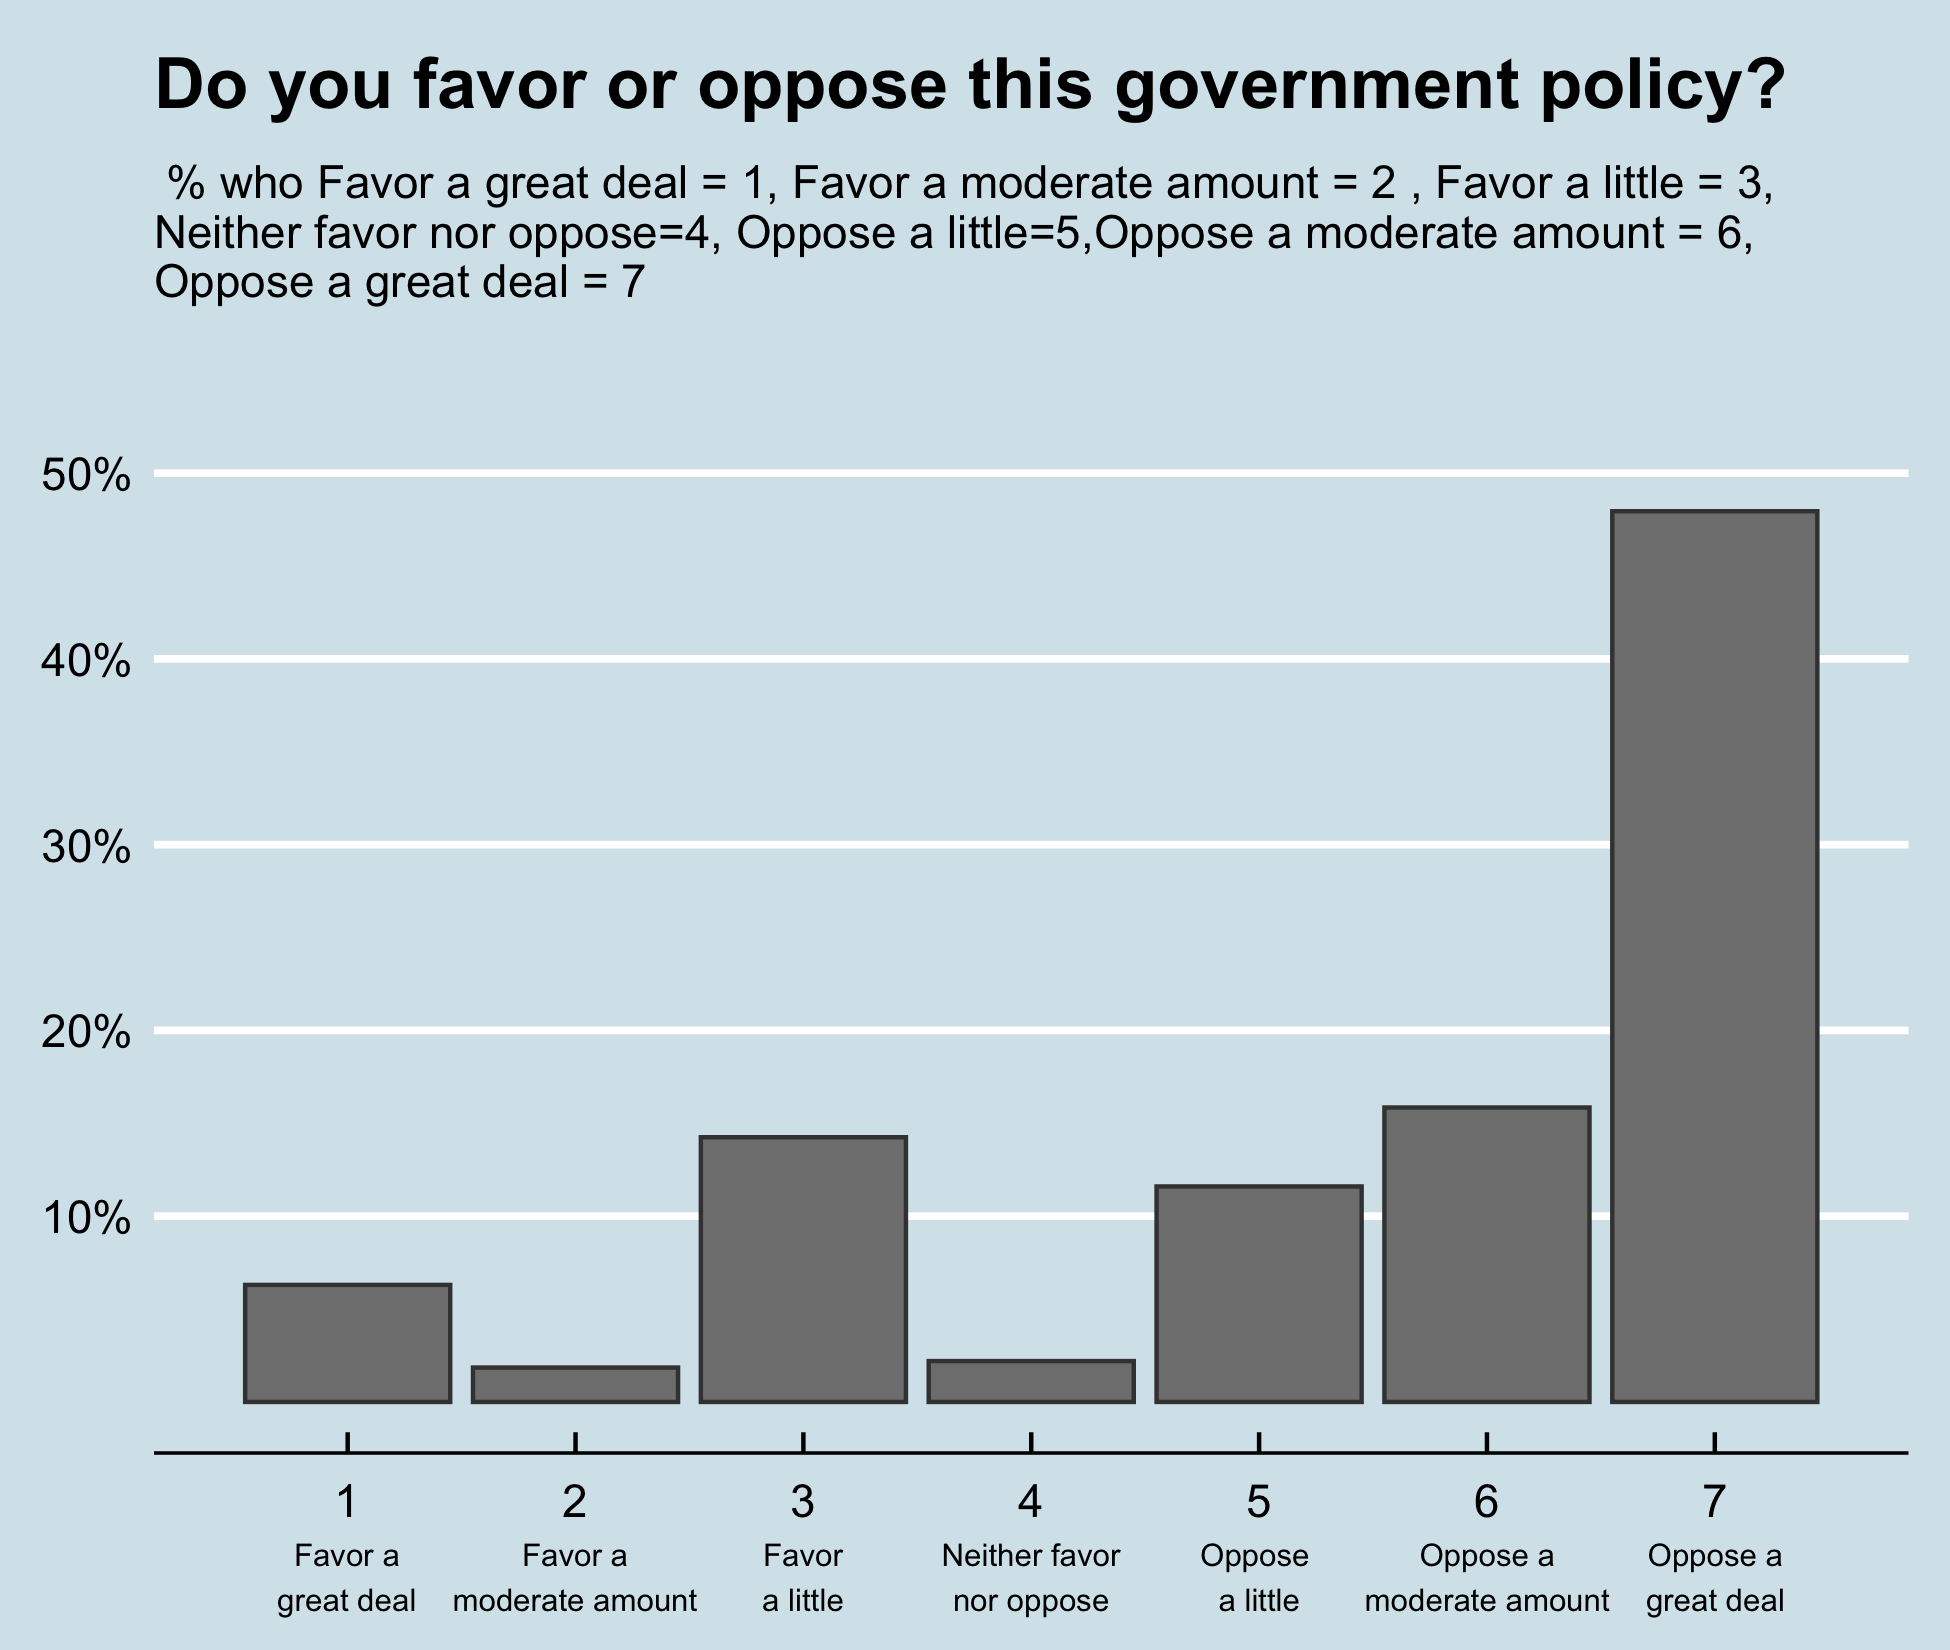 Do you favor or oppose this government policy?
% who Favor a great deal = 1, Favor a moderate amount = 2 , Favor a little = 3,
Neither favor nor oppose=4, Oppose a little=5,Oppose a moderate amount = 6,
Oppose a great deal = 7
50%
40%
30%
20%
10%
1 2 3 4 5 6 7
Favor a Favor a Favor Neither favor Oppose Oppose a Oppose a
great deal moderate amount a little nor oppose a little moderate amount great deal